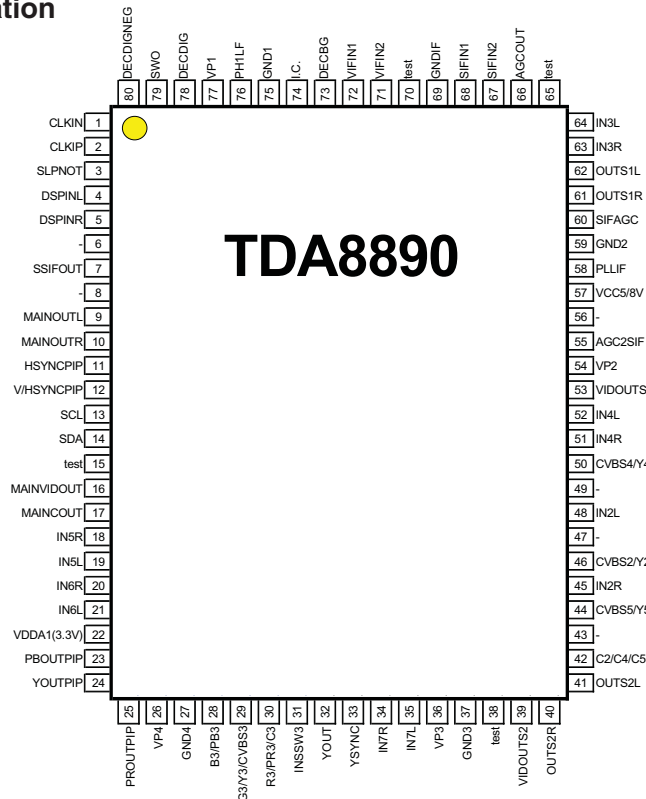 ation
80 DECDIGNEG
79 SWO
78 DECDIG
77 VP1
76 PH1LF
75 GND1
74 I.C.
73 DECBG
72 VIFIN1
71 VIFIN2
70 test
69 GNDIF
68 SIFIN1
67 SIFIN2
66 AGCOUT
65 test
CLKIN 1
CLKIP 2
SLPNOT 3
DSPINL 4
DSPINR 5
- 6
SSIFOUT 7
- 8
MAINOUTL 9
MAINOUTR 10
HSYNCPIP 11
V/HSYNCPIP 12
SCL 13
SDA 14
test 15
MAINVIDOUT 16
MAINCOUT 17
IN5R 18
IN5L 19
IN6R 20
IN6L 21
VDDA1(3.3V) 22
PBOUTPIP 23
YOUTPIP 24
TDA8890
64 IN3L
63 IN3R
62 OUTS1L
61 OUTS1R
60 SIFAGC
59 GND2
58 PLLIF
57 VCC5/8V
56 -
55 AGC2SIF
54 VP2
53 VIDOUTS
52 IN4L
51 IN4R
50 CVBS4/Y4
49 -
48 IN2L
47 -
46 CVBS2/Y2
45 IN2R
44 CVBS5/Y5
43 -
42 C2/C4/C5
41 OUTS2L
PROUTPIP 25
VP4 26
GND4 27
B3/PB3 28
G3/Y3/CVBS3 29
R3/PR3/C3 30
INSSW3 31
YOUT 32
YSYNC 33
IN7R 34
IN7L 35
VP3 36
GND3 37
test 38
VIDOUTS2 39
OUTS2R 40